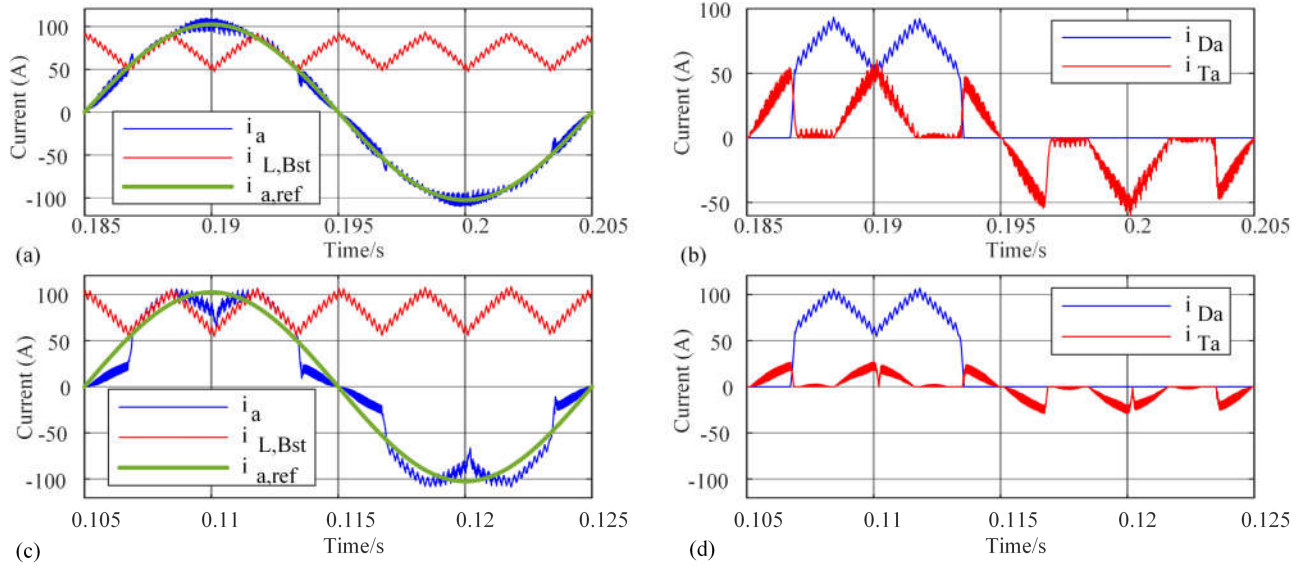 100
50
0
-50
-100
Current (A)
i a
i L,Bst
i a,ref
0.185 0.19 0.195 0.2 0.205
Time/s
(a)
100
50
0
-50
Current (A)
i Da
i Ta
0.185 0.19 0.195 0.2 0.205
Time/s
(b)
100
50
0
-50
-100
Current (A)
i a
i L,Bst
i a,ref
0.105 0.11 0.115 0.12 0.125
Time/s
(c)
100
50
0
-50
-100
Current (A)
i Da
i Ta
0.105 0.11 0.115 0.12 0.125
Time/s
(d)